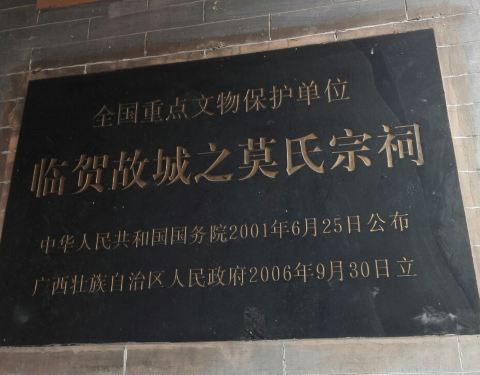 全国重点文物保护单位
临贺故城之莫氏宗祠
中华人民共和国国务院2001年6月25日公布
广西壮族自治区人民政府2006年9月30日立